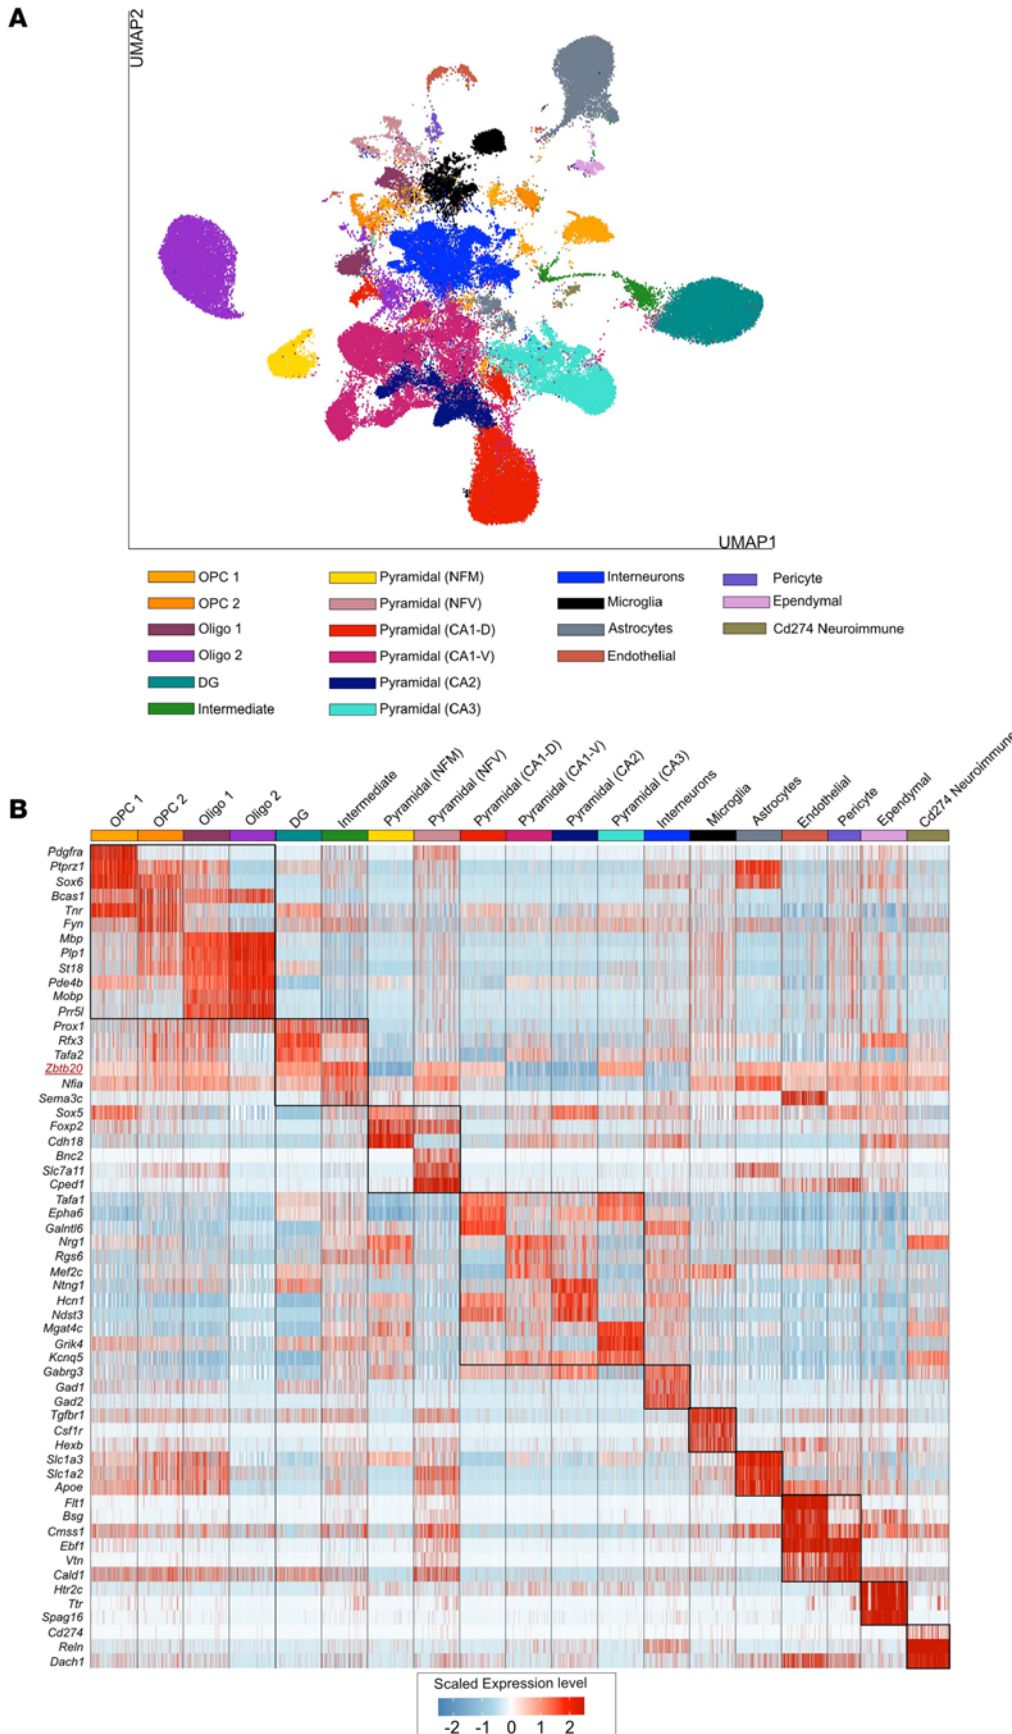 A
UMAP2
UMAP1
OPC 1
OPC 2
Oligo 1
Oligo 2
DG
Intermediate
Pyramidal (NFM)
Pyramidal (NFV)
Pyramidal (CA1-D)
Pyramidal (CA1-V)
Pyramidal (CA2)
Pyramidal (CA3)
Interneurons
Microglia
Astrocytes
Endothelial
Pericyte
Ependymal
Cd274 Neuroimmune
B
OPC 1
OPC 2
Oligo 1
Oligo 2
DG
Intermediate
Pyramidal (NFM)
Pyramidal (NFV)
Pyramidal (CA1-D)
Pyramidal (CA1-V)
Pyramidal (CA2)
Pyramidal (CA3)
Interneurons
Microglia
Astrocytes
Endothelial
Pericyte
Ependymal
Cd274 Neuroimmune
Pdgfra
Ptprz1
Sox6
Bcas1
Tnr
Fyn
Mbp
Plp1
St18
Pde4b
Mobp
Prr5l
Prox1
Rfx3
Tafa2
Zbtb20
Nfia
Sema3c
Sox5
Foxp2
Cdh18
Bnc2
Slc7a11
Cped1
Tafa1
Epha6
Galntl6
Nrg1
Rgs6
Mef2c
Ntng1
Hcn1
Ndst3
Mgat4c
Grik4
Kcnq5
Gabrg3
Gad1
Gad2
Tgfbr1
Csf1r
Hexb
Slc1a3
Slc1a2
Apoe
Flt1
Bsg
Cmss1
Ebf1
Vtn
Cald1
Htr2c
Ttr
Spag16
Cd274
Reln
Dach1
Scaled Expression level
-2 -1 0 1 2